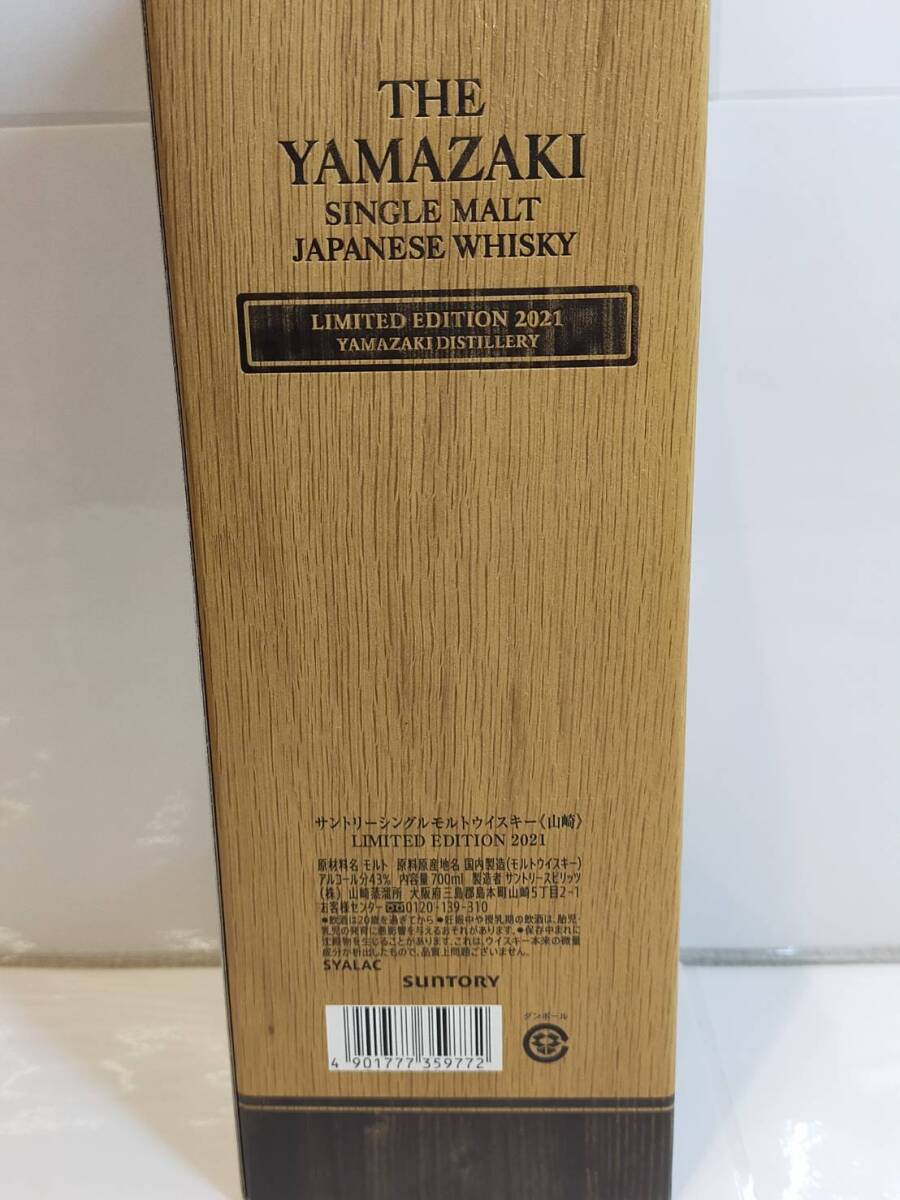 THE
YAMAZAKI
SINGLE MALT
JAPANESE WHISKY
LIMITED EDITION 2021
YAMAZAKI DISTILLERY
サントリーシングルモルトウイスキー〈山崎〉
LIMITED EDITION 2021
原材料名 モルト 原料原産地名 国内製造(モルトウイスキー)
アルコール分43% 内容量700ml 製造者 サントリースピリッツ
(株) 山崎蒸溜所 大阪府三島郡島本町山崎5丁目2-1
お客様センター 0120-139-310
●飲酒は20歳を過ぎてから ●妊娠中や授乳期の飲酒は、胎児・
乳児の発育に悪影響を与えるおそれがあります。●保存中まれに
沈殿物を生じることがあります。これは、ウイスキー本来の微量
成分が析出したもので、品質上問題ございません。
SYALAC
SUNTORY
ダンボール
4 901777 359772